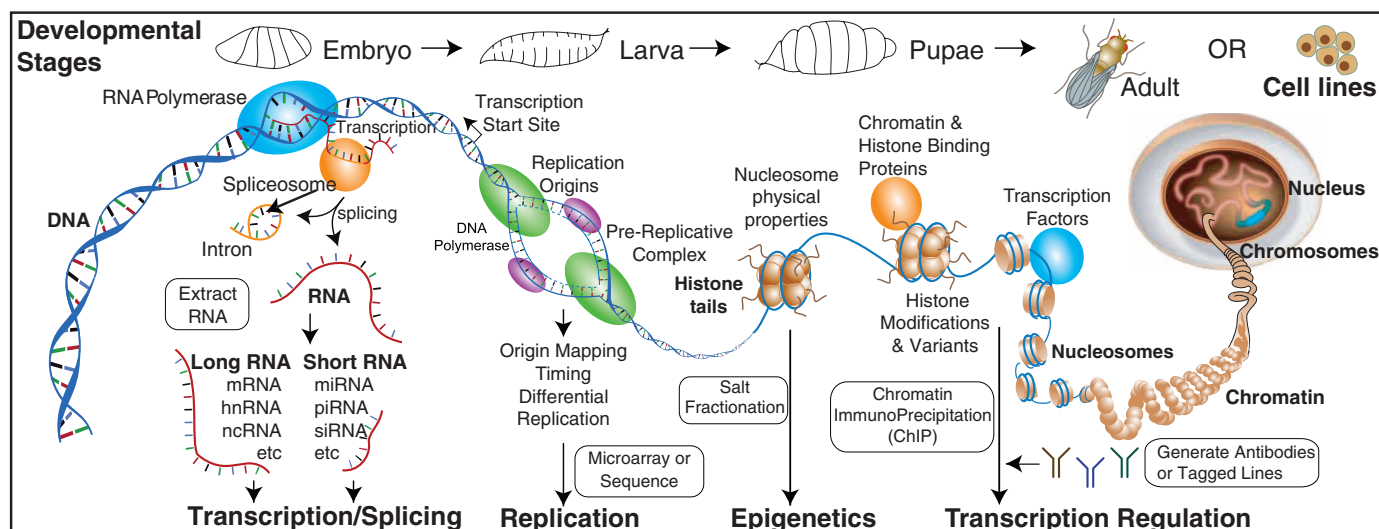 Developmental
Stages
Embryo
Larva
Pupae
Adult
OR
Cell lines
RNA Polymerase
Transcription
Transcription
Start Site
Spliceosome
splicing
Intron
DNA
Extract
RNA
RNA
Long RNA
mRNA
hnRNA
ncRNA
etc
Short RNA
miRNA
piRNA
siRNA
etc
Transcription/Splicing
Replication
Origins
DNA
Polymerase
Pre-Replicative
Complex
Origin Mapping
Timing
Differential
Replication
Microarray or
Sequence
Replication
Nucleosome
physical
properties
Histone
tails
Salt
Fractionation
Epigenetics
Chromatin &
Histone Binding
Proteins
Histone
Modifications
& Variants
Chromatin
ImmunoPrecipitation
(ChIP)
Transcription
Factors
Nucleosomes
Nucleus
Chromosomes
Chromatin
Generate Antibodies
or Tagged Lines
Transcription Regulation